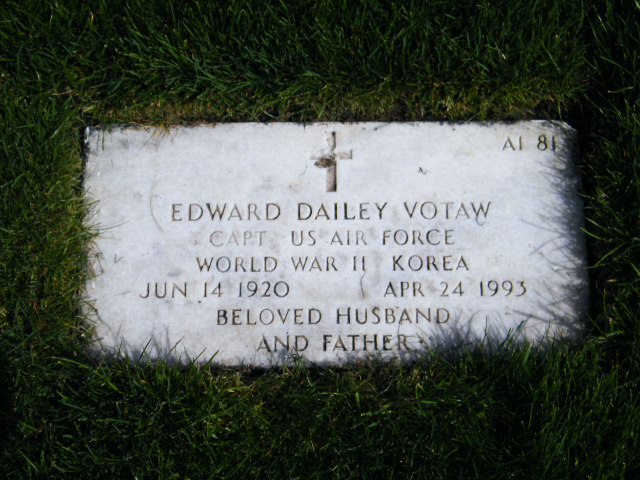 A1 81
EDWARD DAILEY VOTAW
CAPT US AIR FORCE
WORLD WAR II KOREA
JUN 14 1920 APR 24 1993
BELOVED HUSBAND
AND FATHER